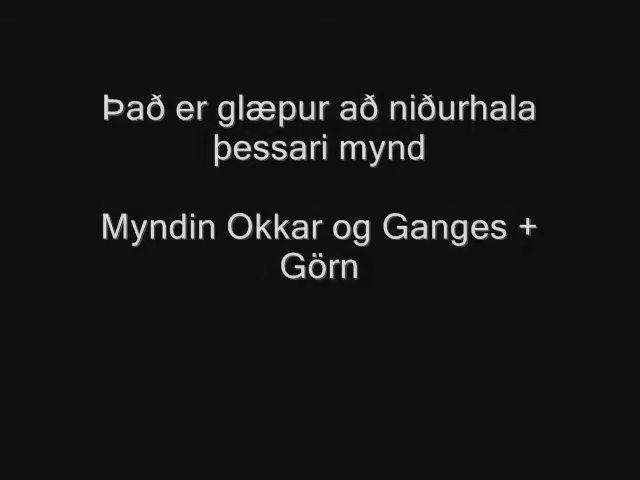 Það er glæpur að niðurhala
þessari mynd
Myndin Okkar og Ganges +
Görn